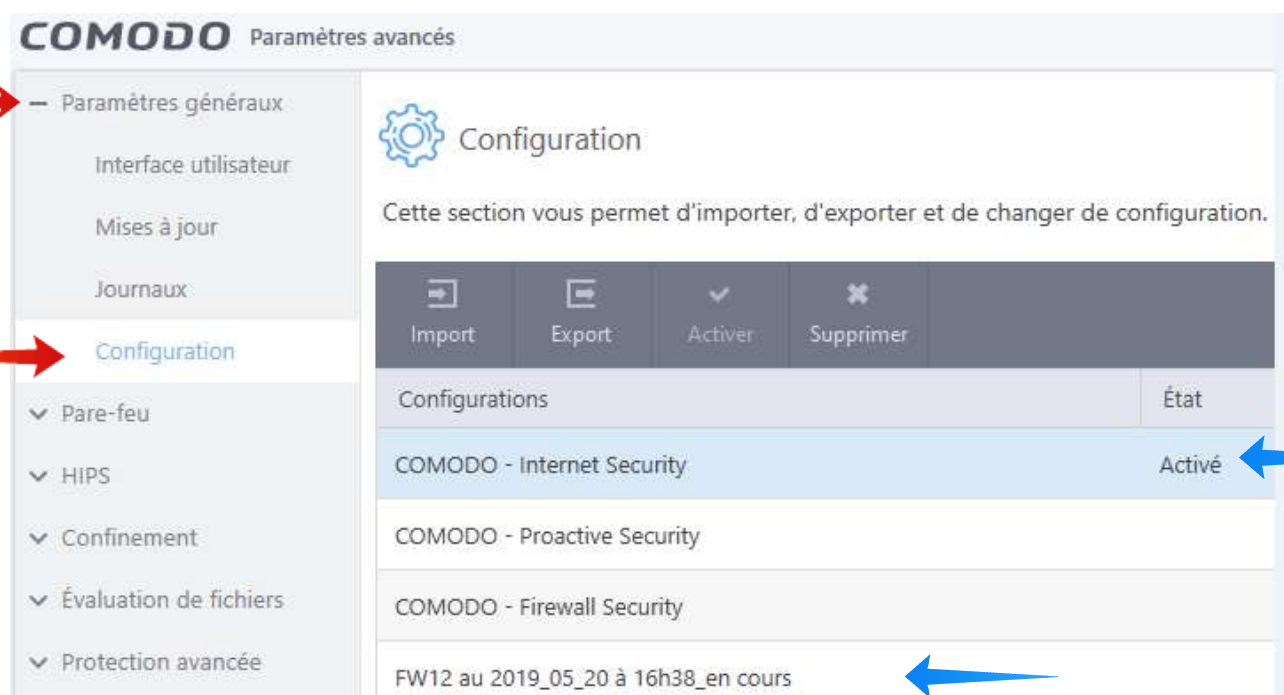 COMODO Paramètres avancés
Paramètres généraux
Interface utilisateur
Mises à jour
Journaux
Configuration
Pare-feu
HIPS
Confinement
Évaluation de fichiers
Protection avancée
Configuration
Cette section vous permet d'importer, d'exporter et de changer de configuration.
Import Export Activer Supprimer
Configurations État
COMODO - Internet Security Activé
COMODO - Proactive Security
COMODO - Firewall Security
FW12 au 2019_05_20 à 16h38_en cours